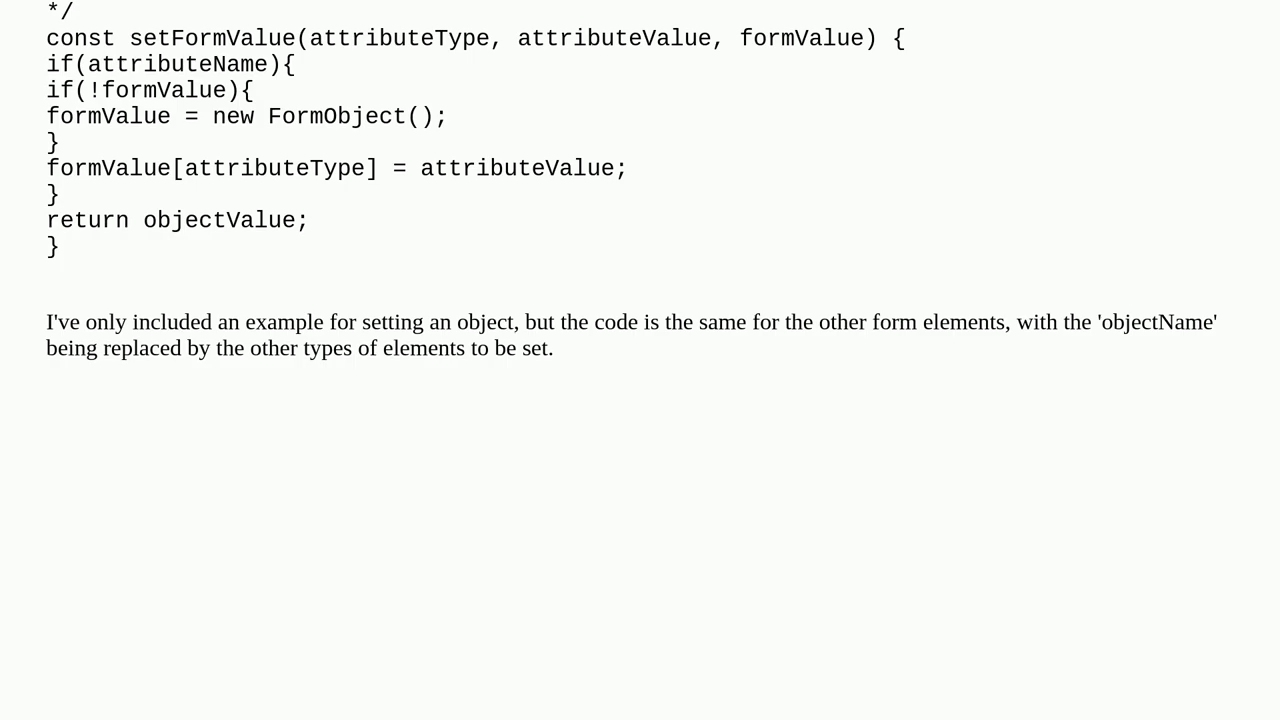 */
const setFormValue(attributeType, attributeValue, formValue) {
if(attributeName){
if(!formValue){
formValue = new FormObject();
}
formValue[attributeType] = attributeValue;
}
return objectValue;
}
I've only included an example for setting an object, but the code is the same for the other form elements, with the 'objectName'
being replaced by the other types of elements to be set.